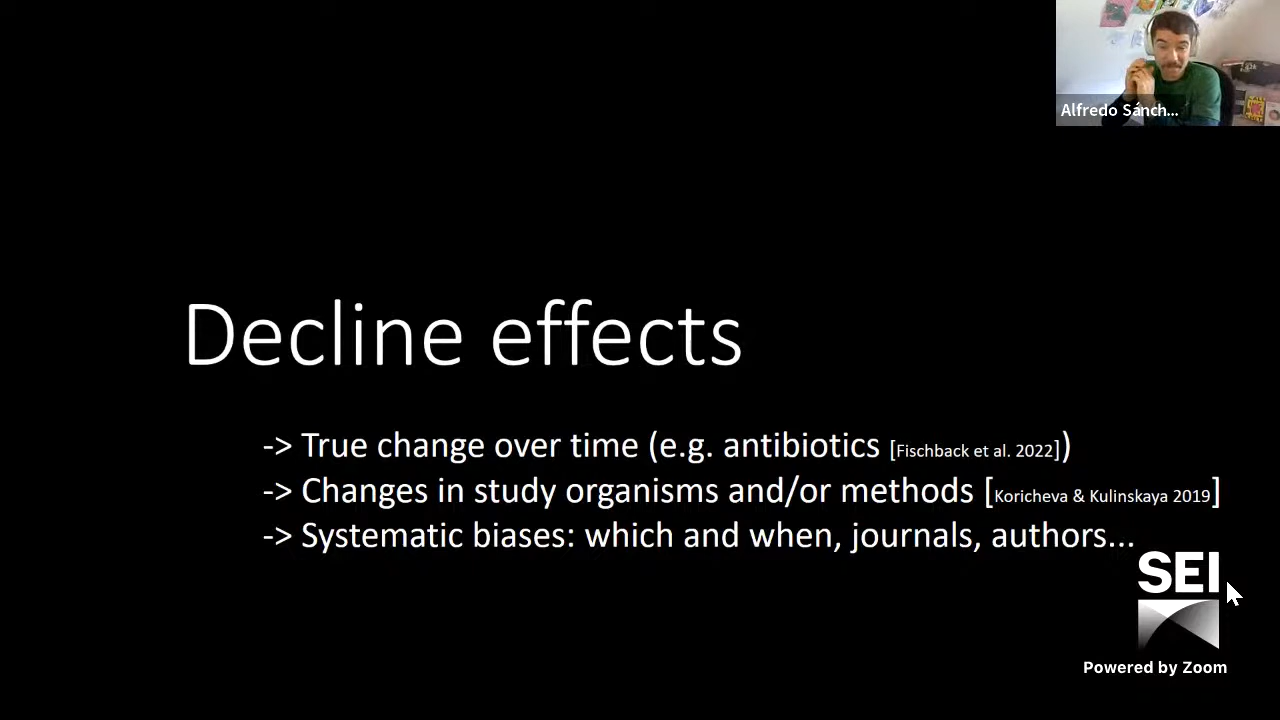 Alfredo Sánch...
Decline effects
-> True change over time (e.g. antibiotics [Fischback et al. 2022])
-> Changes in study organisms and/or methods [Koricheva & Kulinskaya 2019]
-> Systematic biases: which and when, journals, authors...
SEI
Powered by Zoom